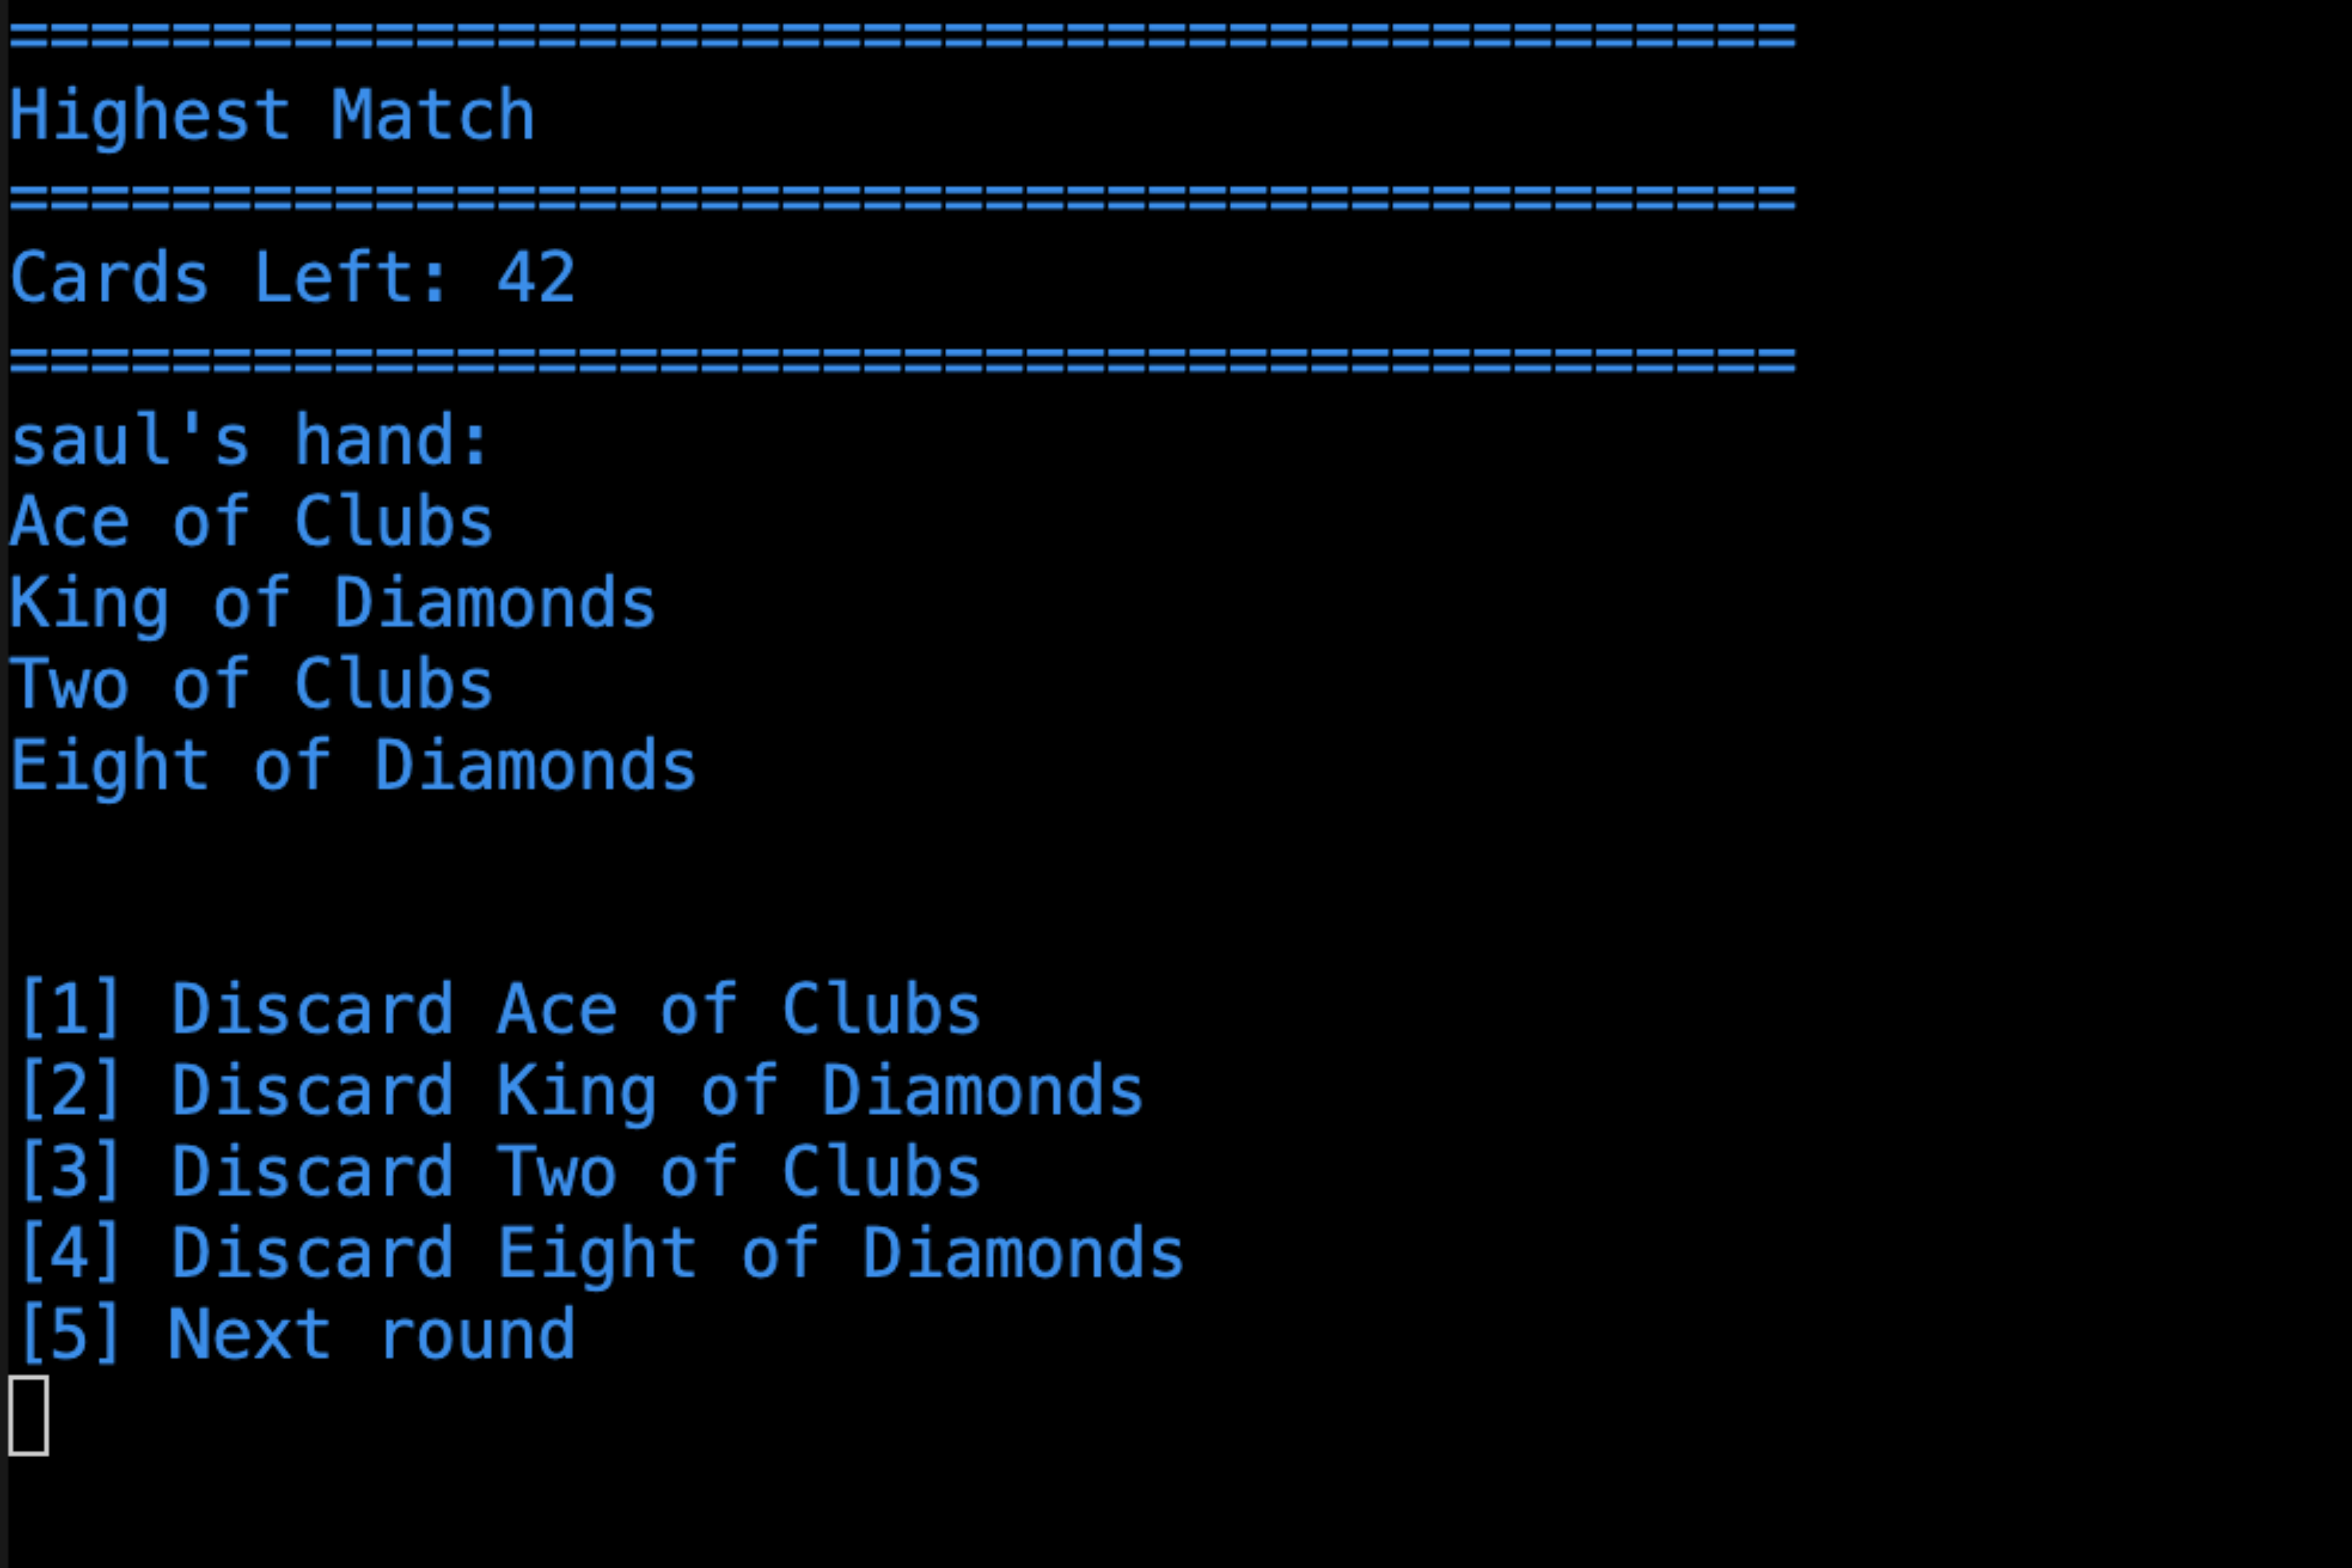 ============================================
Highest Match
============================================
Cards Left: 42
============================================
saul's hand:
Ace of Clubs
King of Diamonds
Two of Clubs
Eight of Diamonds
[1] Discard Ace of Clubs
[2] Discard King of Diamonds
[3] Discard Two of Clubs
[4] Discard Eight of Diamonds
[5] Next round